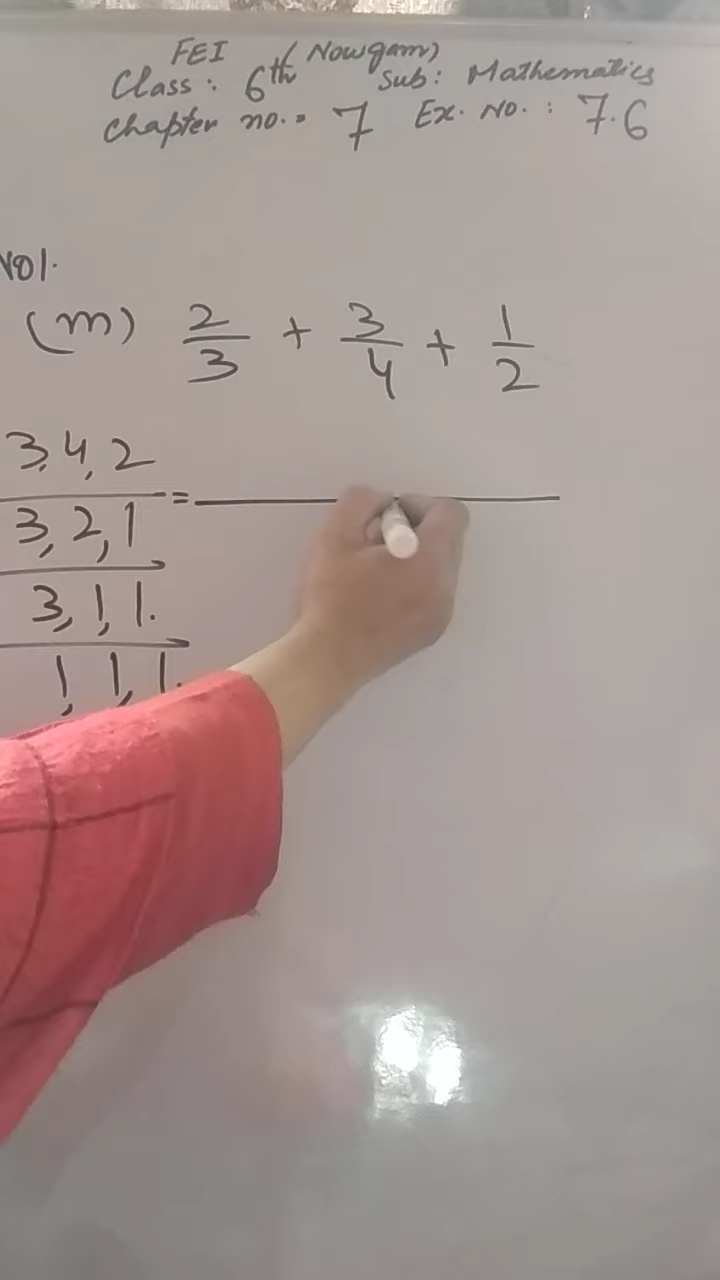 FEI (Nowgam)
Class: 6th Sub: Mathematics
Chapter no.: 7 Ex. No.: 7.6
No1.
(m) 2/3 + 3/4 + 1/2
3,4,2
3,2,1 =
3,1,1.
1,1,1.